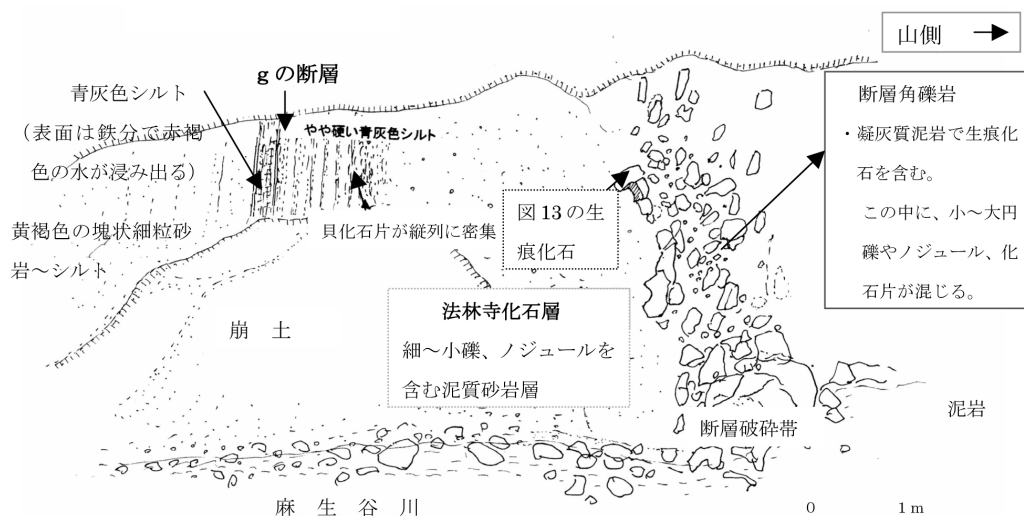 山側
gの断層
青灰色シルト
（表面は鉄分で赤褐
色の水が浸み出る）
やや硬い青灰色シルト
黄褐色の塊状細粒砂
岩～シルト
貝化石片が縦列に密集
図13の生
痕化石
断層角礫岩
・凝灰質泥岩で生痕化
石を含む。
この中に、小～大円
礫やノジュール、化
石片が混じる。
法林寺化石層
細～小礫、ノジュールを
含む泥質砂岩層
崩 土
断層破砕帯
泥岩
麻 生 谷 川
0 1m